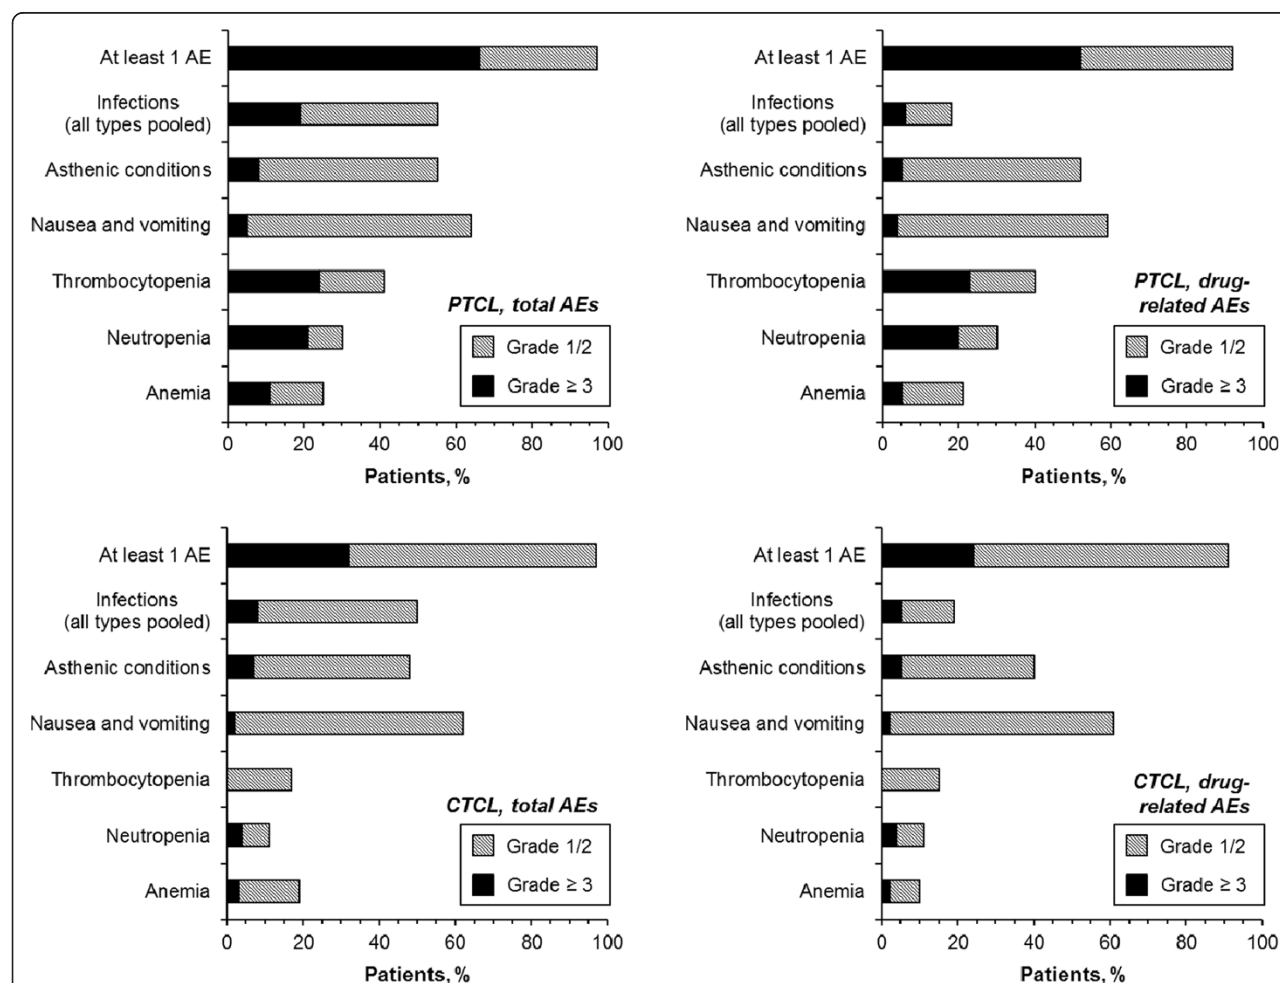 At least 1 AE
Infections
(all types pooled)
Asthenic conditions
Nausea and vomiting
Thrombocytopenia
Neutropenia
Anemia
PTCL, total AEs
Grade 1/2
Grade ≥ 3
0 20 40 60 80 100
Patients, %
At least 1 AE
Infections
(all types pooled)
Asthenic conditions
Nausea and vomiting
Thrombocytopenia
Neutropenia
Anemia
PTCL, drug-
related AEs
Grade 1/2
Grade ≥ 3
0 20 40 60 80 100
Patients, %
At least 1 AE
Infections
(all types pooled)
Asthenic conditions
Nausea and vomiting
Thrombocytopenia
Neutropenia
Anemia
CTCL, total AEs
Grade 1/2
Grade ≥ 3
0 20 40 60 80 100
Patients, %
At least 1 AE
Infections
(all types pooled)
Asthenic conditions
Nausea and vomiting
Thrombocytopenia
Neutropenia
Anemia
CTCL, drug-
related AEs
Grade 1/2
Grade ≥ 3
0 20 40 60 80 100
Patients, %